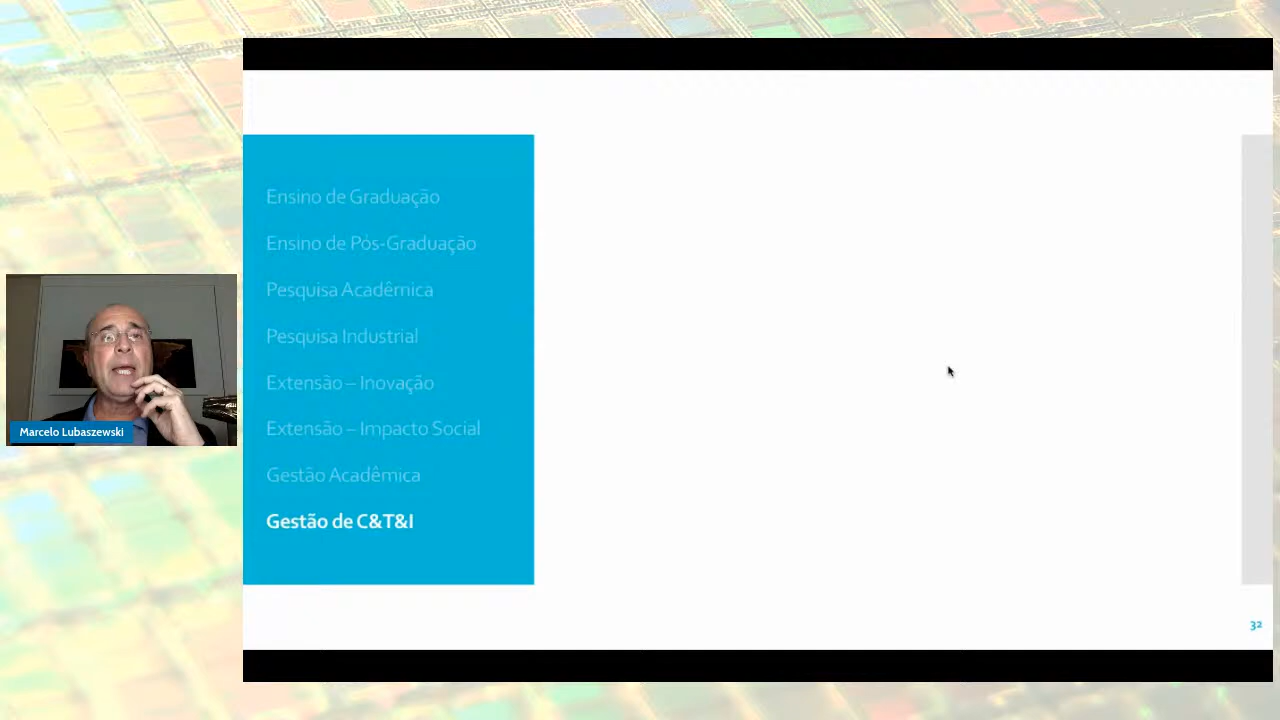 Ensino de Graduação
Ensino de Pós-Graduação
Pesquisa Acadêmica
Pesquisa Industrial
Extensão – Inovação
Extensão – Impacto Social
Gestão Acadêmica
Gestão de C&T&I
Marcelo Lubaszewski
32